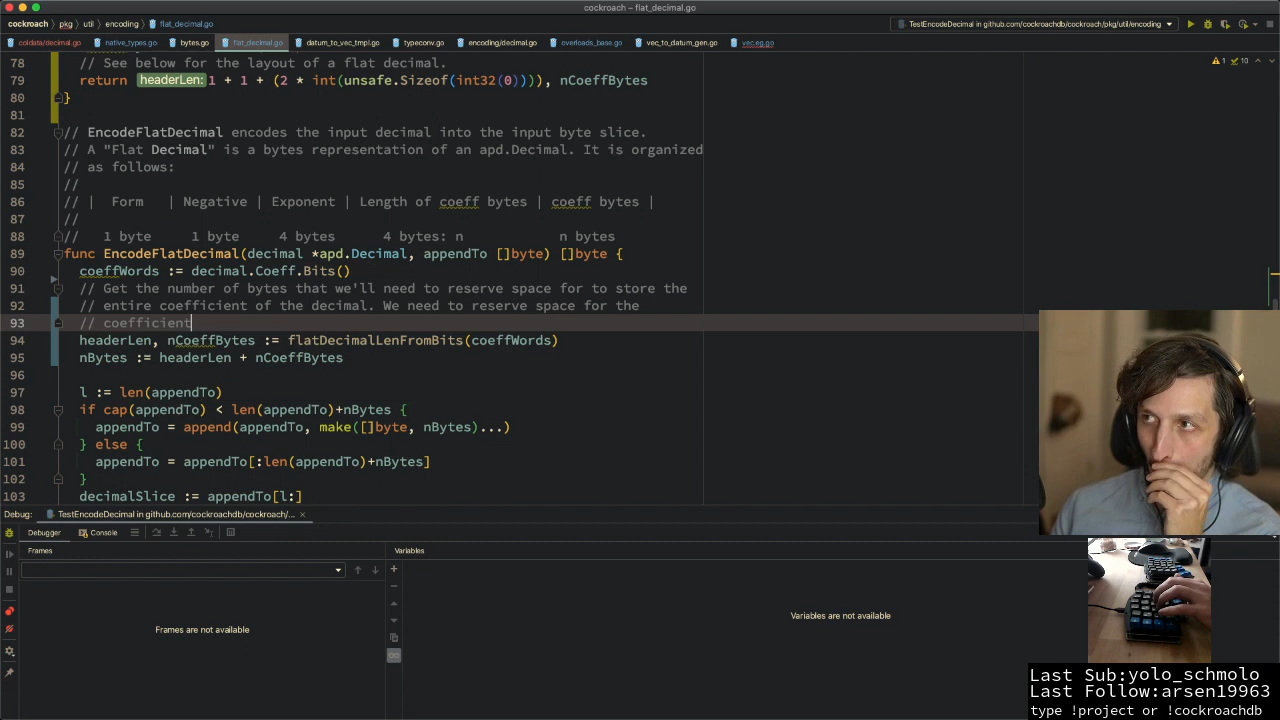 cockroach – flat_decimal.go
cockroach › pkg › util › encoding › flat_decimal.go
TestEncodeDecimal in github.com/cockroachdb/cockroach/pkg/util/encoding
coldata/decimal.go native_types.go bytes.go flat_decimal.go datum_to_vec_tmpl.go typeconv.go encoding/decimal.go overloads_base.go vec_to_datum_gen.go vec.eg.go
1 10
78 // See below for the layout of a flat decimal.
79 return headerLen: 1 + 1 + (2 * int(unsafe.Sizeof(int32(0)))), nCoeffBytes
80 }
81
82 // EncodeFlatDecimal encodes the input decimal into the input byte slice.
83 // A "Flat Decimal" is a bytes representation of an apd.Decimal. It is organized
84 // as follows:
85 //
86 // | Form | Negative | Exponent | Length of coeff bytes | coeff bytes |
87 //
88 // 1 byte 1 byte 4 bytes 4 bytes: n n bytes
89 func EncodeFlatDecimal(decimal *apd.Decimal, appendTo []byte) []byte {
90 coeffWords := decimal.Coeff.Bits()
91 // Get the number of bytes that we'll need to reserve space for to store the
92 // entire coefficient of the decimal. We need to reserve space for the
93 // coefficient
94 headerLen, nCoeffBytes := flatDecimalLenFromBits(coeffWords)
95 nBytes := headerLen + nCoeffBytes
96
97 l := len(appendTo)
98 if cap(appendTo) < len(appendTo)+nBytes {
99 appendTo = append(appendTo, make([]byte, nBytes)...)
100 } else {
101 appendTo = appendTo[:len(appendTo)+nBytes]
102 }
103 decimalSlice := appendTo[l:]
Debug: TestEncodeDecimal in github.com/cockroachdb/cockroach/...
Debugger Console
Frames Variables
Frames are not available
Variables are not available
Last Sub:yolo_schmolo
Last Follow:arsen19963
type !project or !cockroachdb